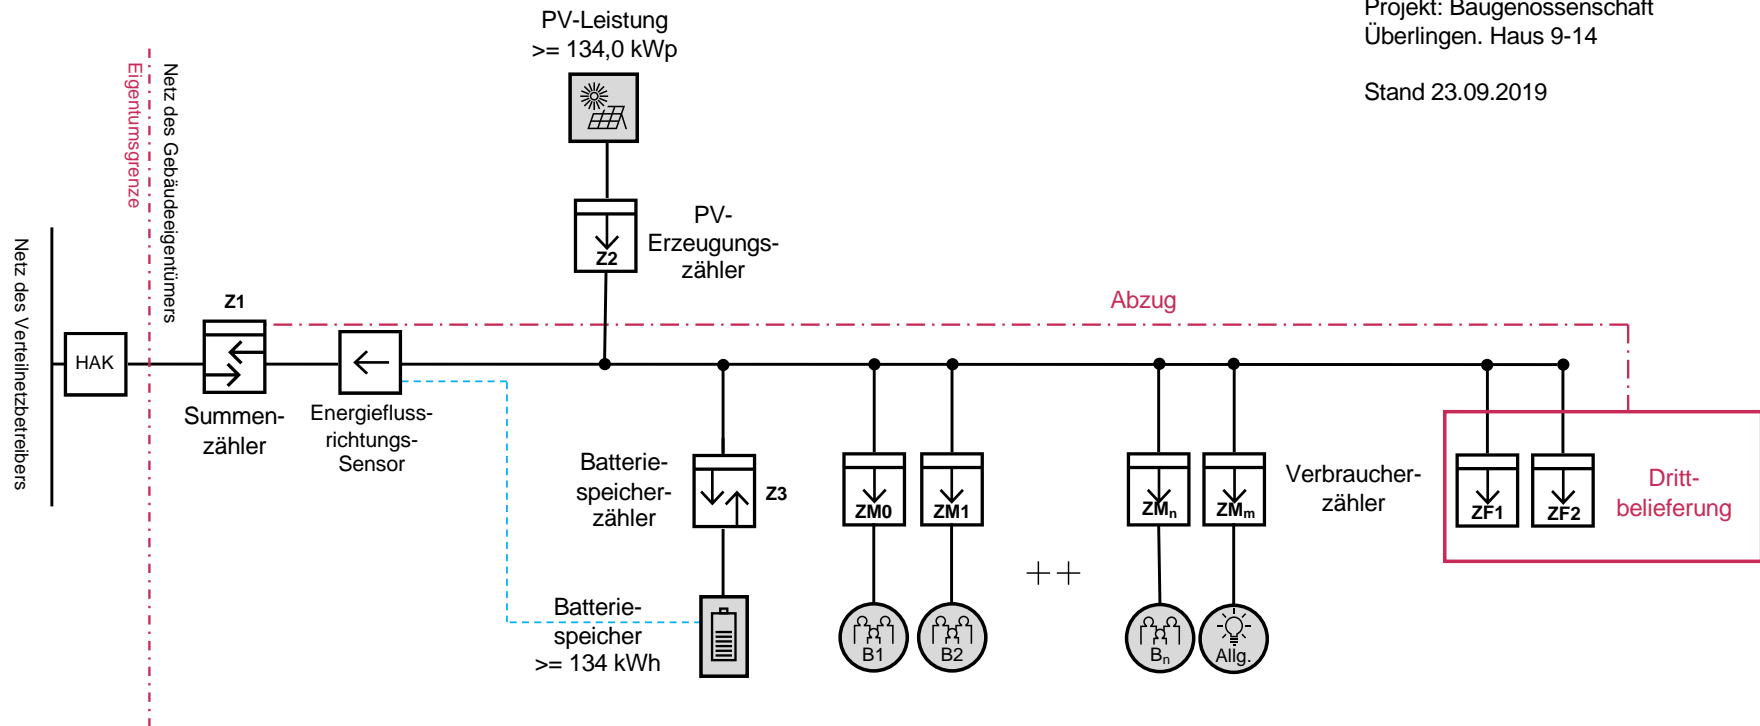 Projekt: Baugenossenschaft
Überlingen. Haus 9-14
Stand 23.09.2019
PV-Leistung
>= 134,0 kWp
Netz des Verteilnetzbetreibers
Eigentumsgrenze
Netz des Gebäudeeigentümers
HAK
Z1
Summen-
zähler
Energiefluss-
richtungs-
Sensor
Z2
PV-
Erzeugungs-
zähler
Abzug
Batterie-
speicher-
zähler
Z3
Batterie-
speicher
>= 134 kWh
ZM0
ZM1
ZMn
ZMm
Verbraucher-
zähler
ZF1
ZF2
Dritt-
belieferung
++
B1
B2
Bn
Allg.